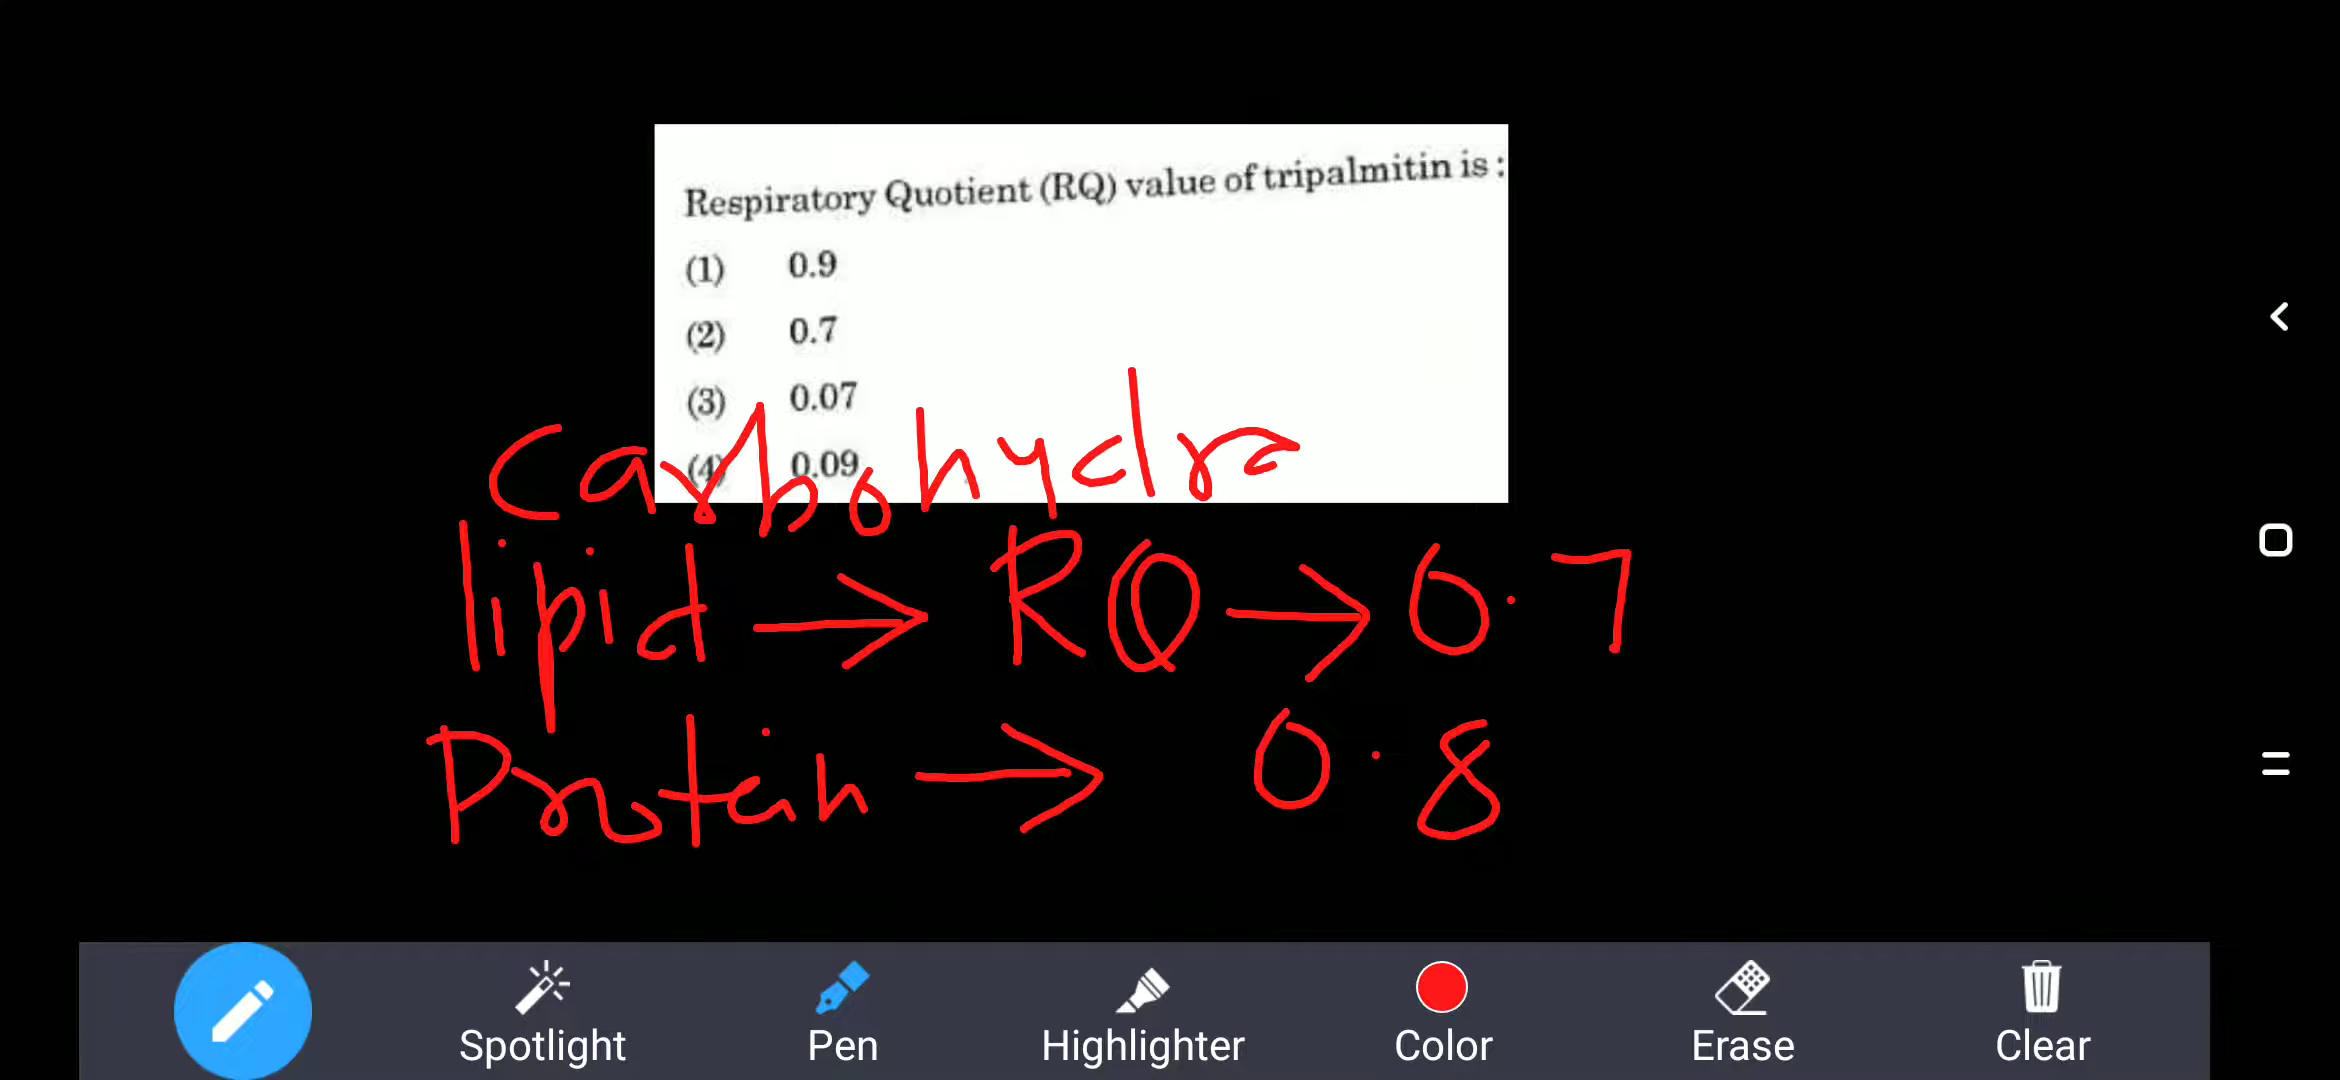 Respiratory Quotient (RQ) value of tripalmitin is :
(1) 0.9
(2) 0.7
(3) 0.07
(4) 0.09
Carbohydra
lipid → RQ → 0.7
Protein → 0.8
Spotlight Pen Highlighter Color Erase Clear